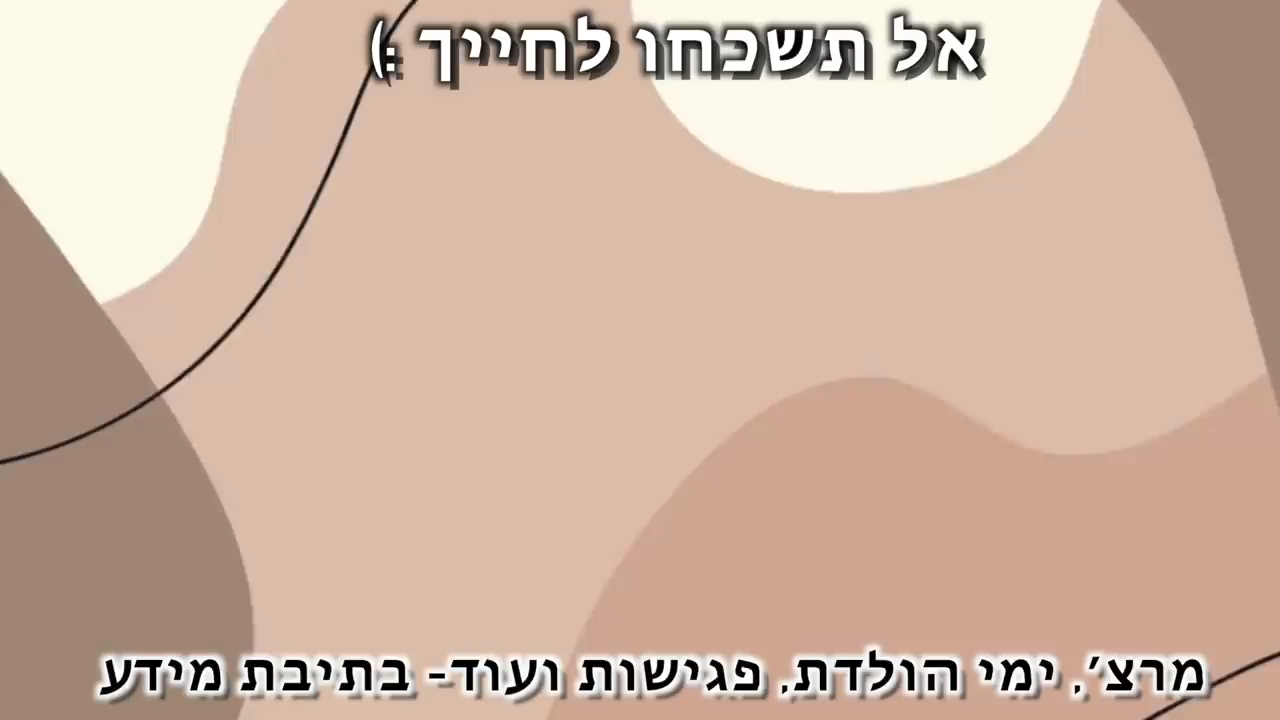 אל תשכחו לחייך :)
מרצ', ימי הולדת, פגישות ועוד- בתיבת מידע